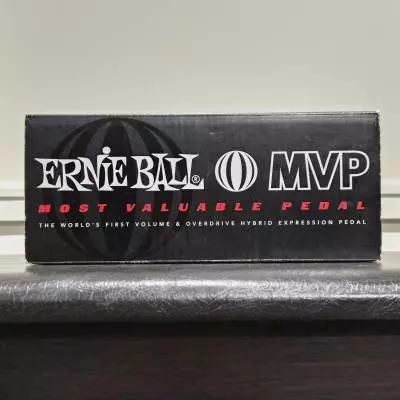 ERNIE BALL® MVP
MOST VALUABLE PEDAL
THE WORLD'S FIRST VOLUME & OVERDRIVE HYBRID EXPRESSION PEDAL